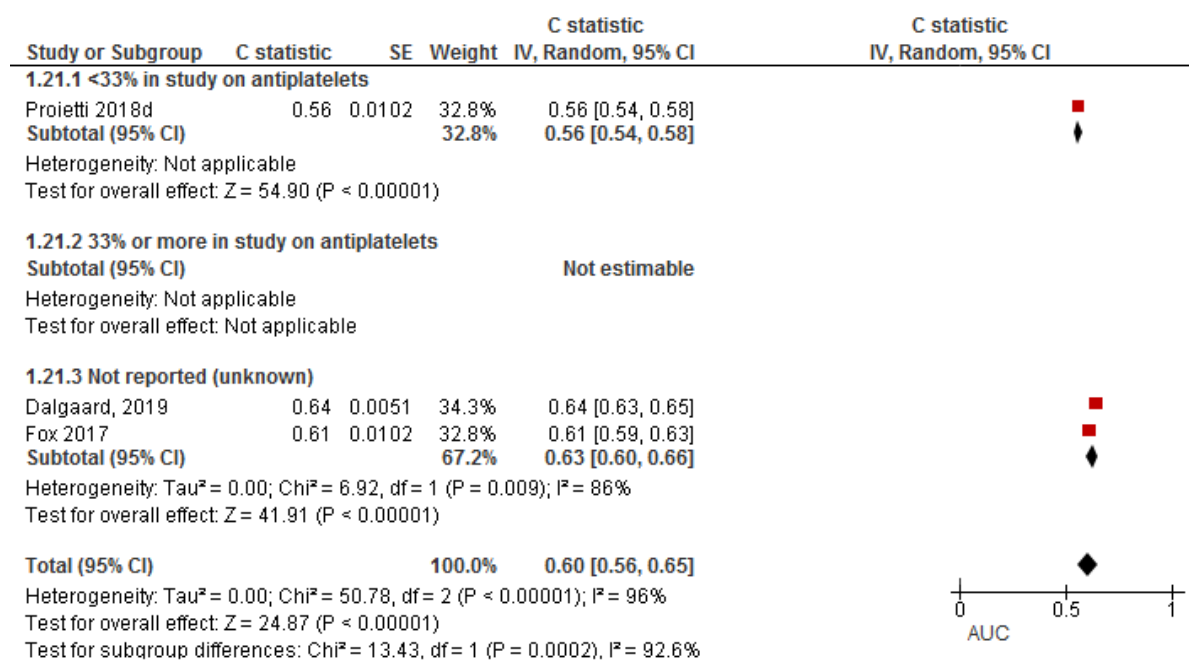 C statistic C statistic
Study or Subgroup C statistic SE Weight IV, Random, 95% CI IV, Random, 95% CI
1.21.1 <33% in study on antiplatelets
Proietti 2018d 0.56 0.0102 32.8% 0.56 [0.54, 0.58]
Subtotal (95% CI) 32.8% 0.56 [0.54, 0.58]
Heterogeneity: Not applicable
Test for overall effect: Z = 54.90 (P < 0.00001)
1.21.2 33% or more in study on antiplatelets
Subtotal (95% CI) Not estimable
Heterogeneity: Not applicable
Test for overall effect: Not applicable
1.21.3 Not reported (unknown)
Dalgaard, 2019 0.64 0.0051 34.3% 0.64 [0.63, 0.65]
Fox 2017 0.61 0.0102 32.8% 0.61 [0.59, 0.63]
Subtotal (95% CI) 67.2% 0.63 [0.60, 0.66]
Heterogeneity: Tau² = 0.00; Chi² = 6.92, df = 1 (P = 0.009); I² = 86%
Test for overall effect: Z = 41.91 (P < 0.00001)
Total (95% CI) 100.0% 0.60 [0.56, 0.65]
Heterogeneity: Tau² = 0.00; Chi² = 50.78, df = 2 (P < 0.00001); I² = 96%
Test for overall effect: Z = 24.87 (P < 0.00001)
Test for subgroup differences: Chi² = 13.43, df = 1 (P = 0.0002), I² = 92.6%
0 0.5 1
AUC